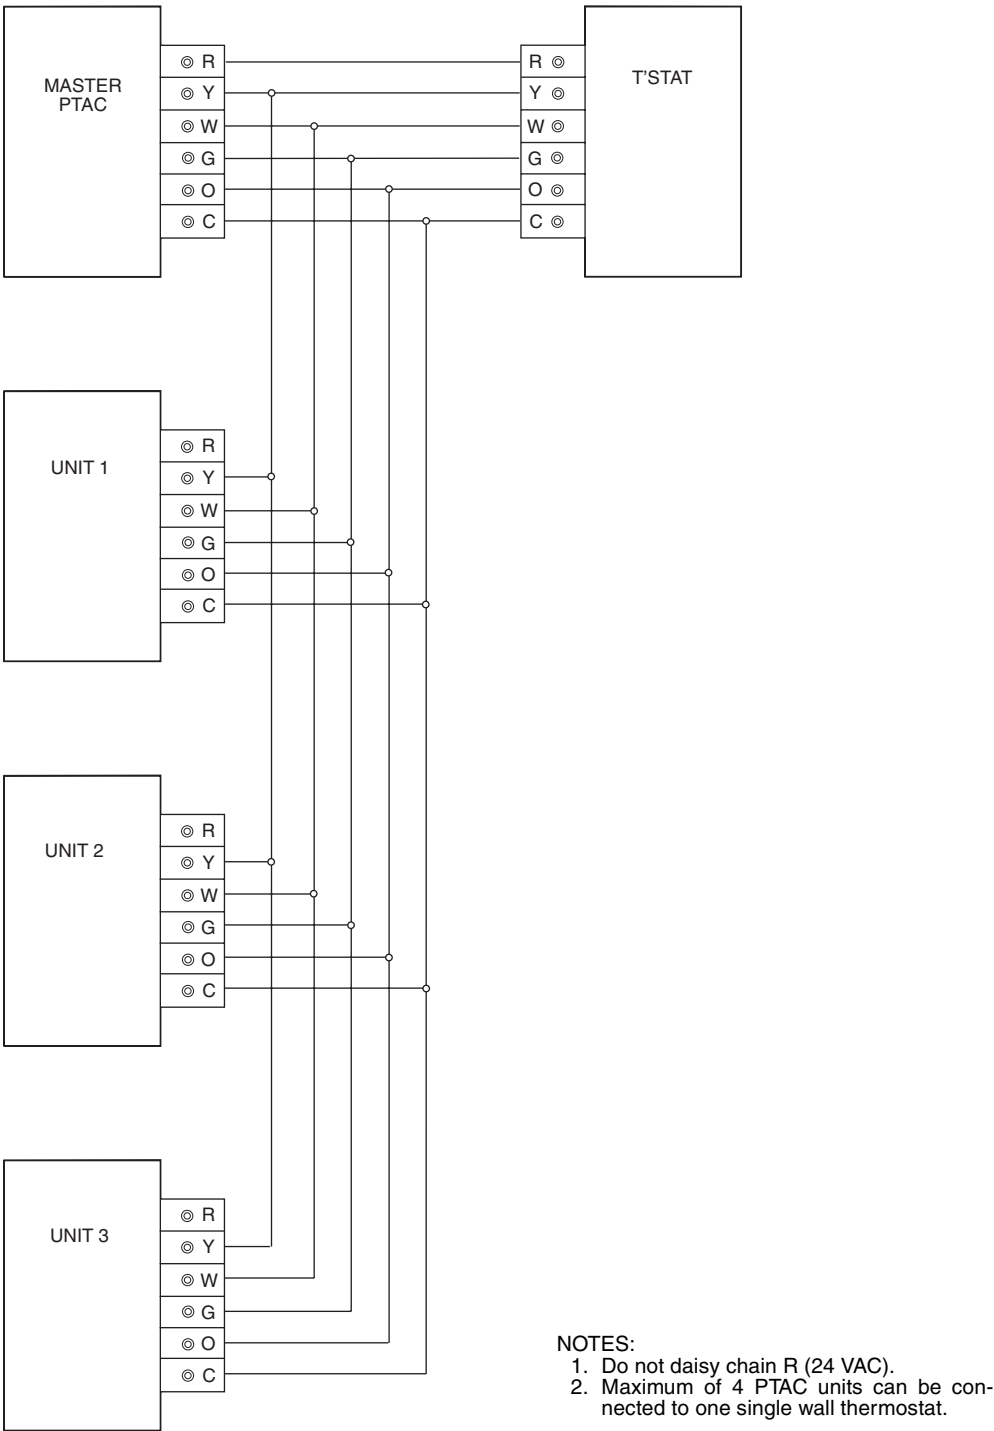 MASTER
PTAC
R
Y
W
G
O
C
R
Y
W
G
O
C
T'STAT
UNIT 1
R
Y
W
G
O
C
UNIT 2
R
Y
W
G
O
C
UNIT 3
R
Y
W
G
O
C
NOTES:
1. Do not daisy chain R (24 VAC).
2. Maximum of 4 PTAC units can be con-
nected to one single wall thermostat.